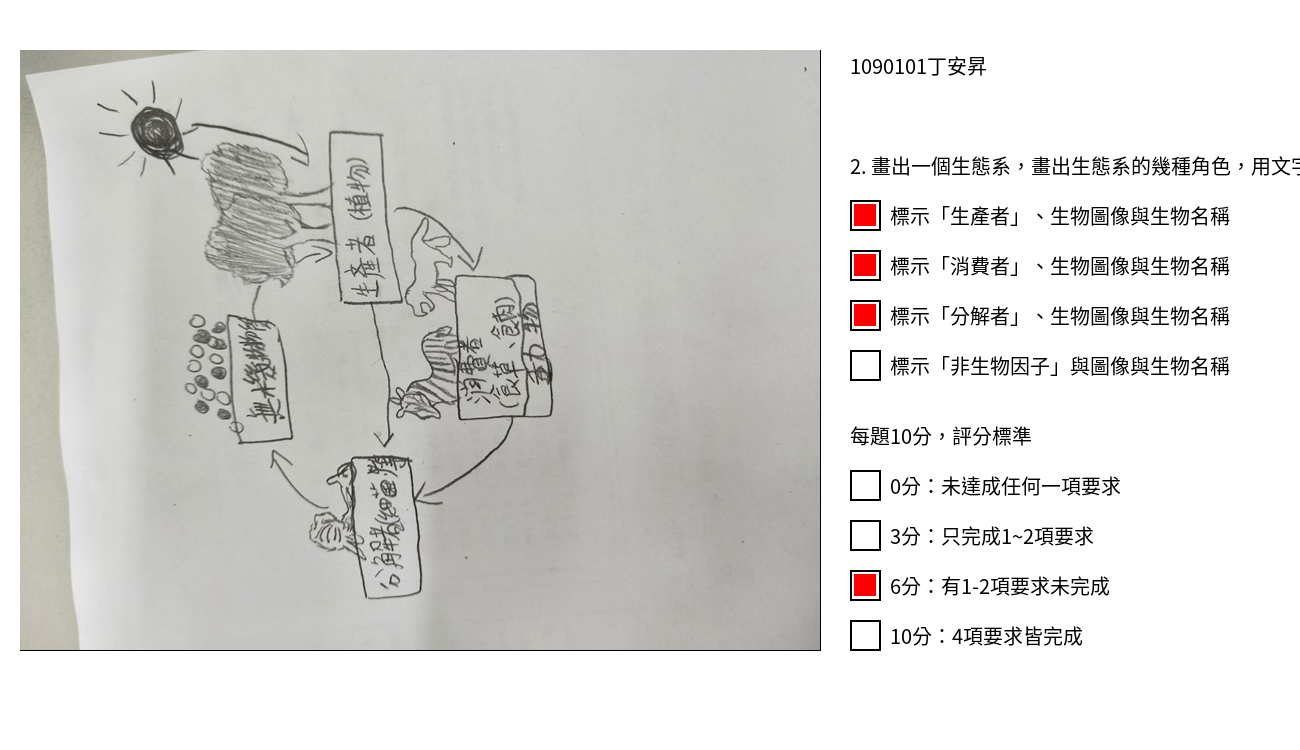 生產者(植物)
消費者
(食草、食肉)
動物
分解者(細菌
無機
1090101丁安昇
2. 畫出一個生態系，畫出生態系的幾種角色，用文字
標示「生產者」、生物圖像與生物名稱
標示「消費者」、生物圖像與生物名稱
標示「分解者」、生物圖像與生物名稱
標示「非生物因子」與圖像與生物名稱
每題10分，評分標準
0分：未達成任何一項要求
3分：只完成1~2項要求
6分：有1-2項要求未完成
10分：4項要求皆完成